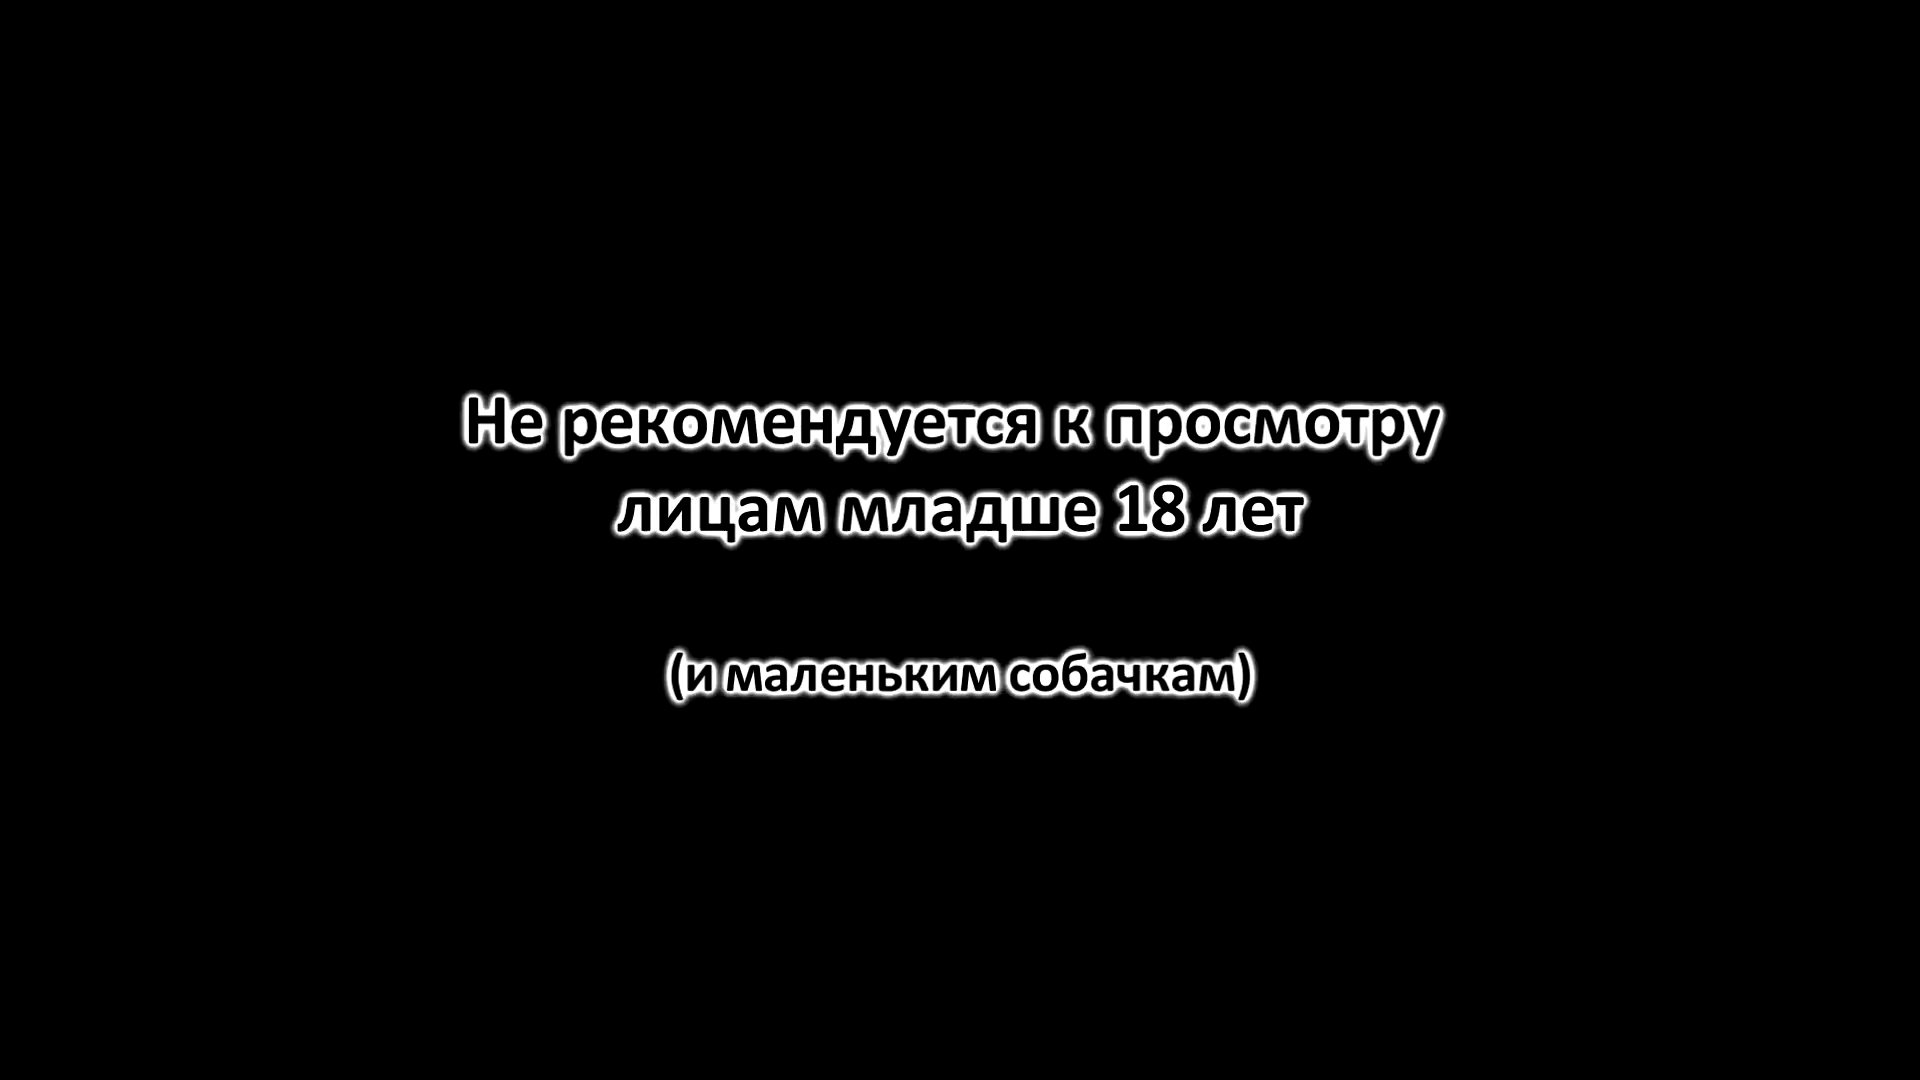 Не рекомендуется к просмотру
лицам младше 18 лет
(и маленьким собачкам)